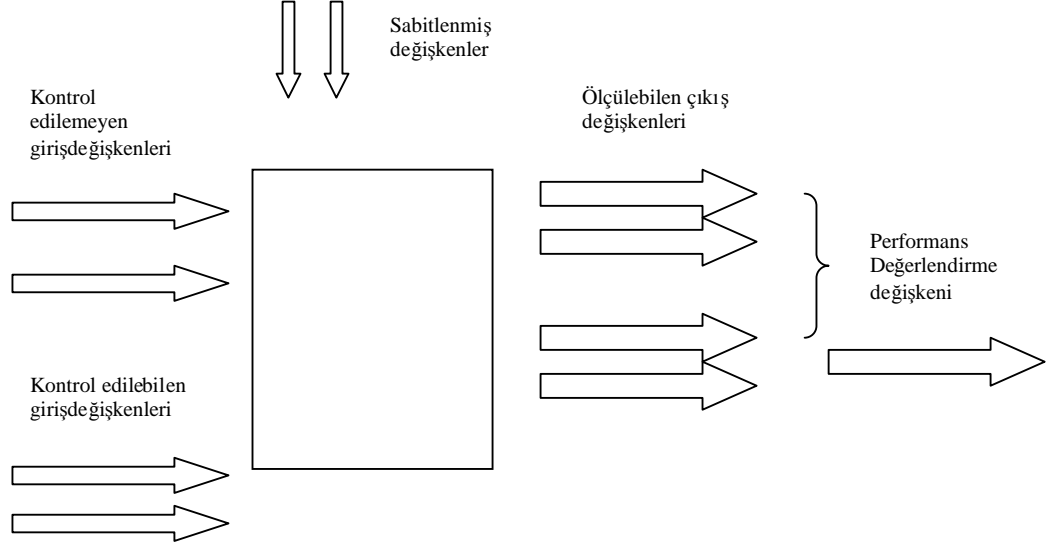 Sabitlenmiş
değişkenler
Kontrol
edilemeyen
girişdeğişkenleri
Ölçülebilen çıkış
değişkenleri
Performans
Değerlendirme
değişkeni
Kontrol edilebilen
girişdeğişkenleri